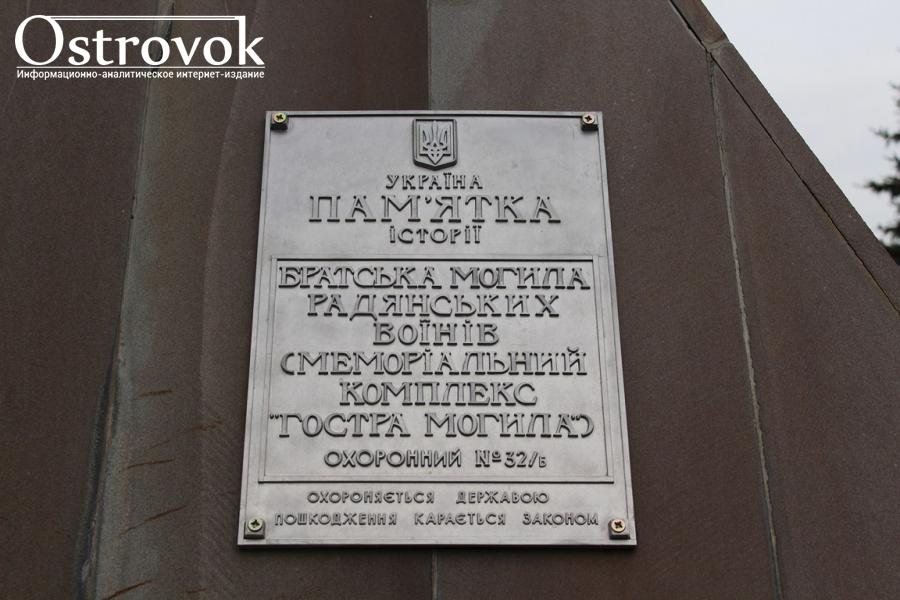 Ostrovok
Информационно-аналитическое интернет-издание
УКРАЇНА
ПАМ'ЯТКА
ІСТОРІЇ
БРАТСЬКА МОГИЛА
РАДЯНСЬКИХ
ВОЇНІВ
(МЕМОРІАЛЬНИЙ
КОМПЛЕКС
"ГОСТРА МОГИЛА")
ОХОРОННИЙ №32/Б
ОХОРОНЯЄТЬСЯ ДЕРЖАВОЮ
ПОШКОДЖЕННЯ КАРАЄТЬСЯ ЗАКОНОМ